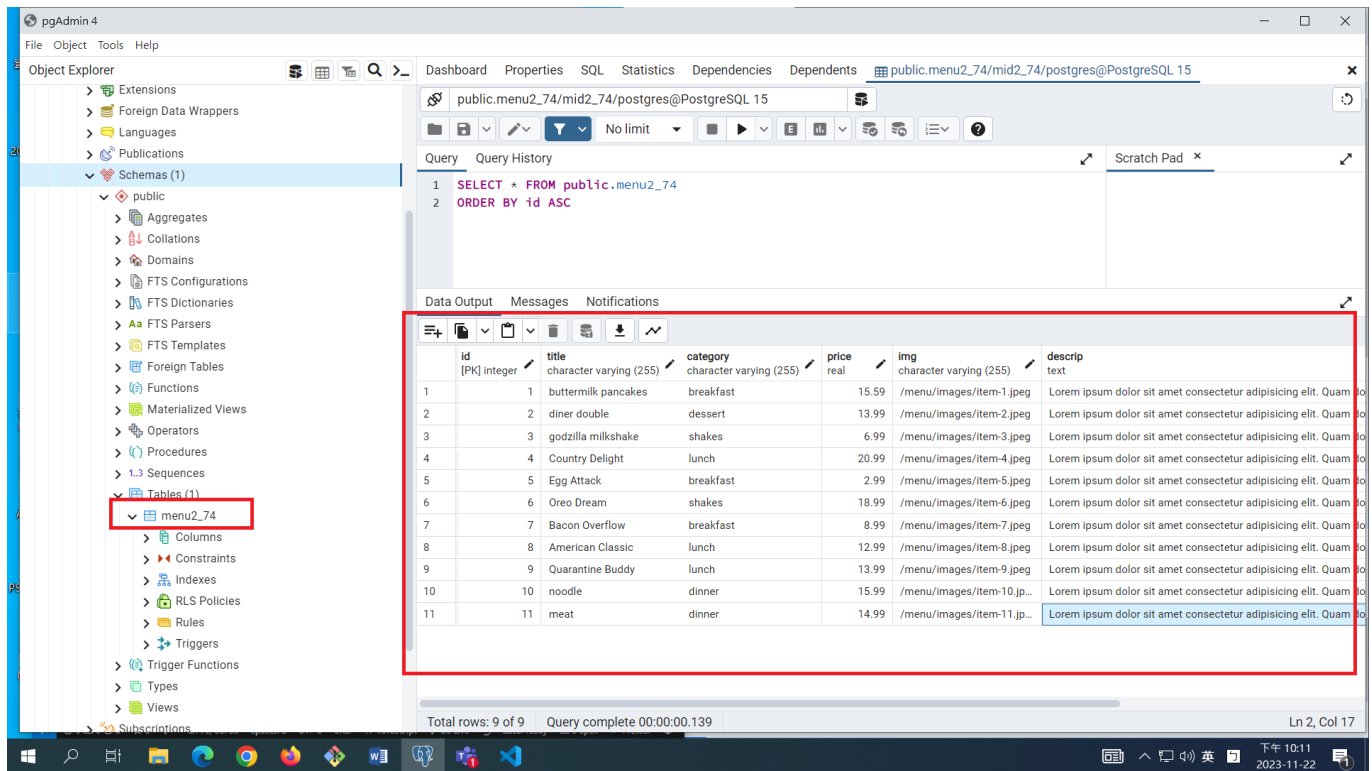 pgAdmin 4
File Object Tools Help
Object Explorer
Extensions
Foreign Data Wrappers
Languages
Publications
Schemas (1)
public
Aggregates
Collations
Domains
FTS Configurations
FTS Dictionaries
Aa FTS Parsers
FTS Templates
Foreign Tables
Functions
Materialized Views
Operators
Procedures
1..3 Sequences
Tables (1)
menu2_74
Columns
Constraints
Indexes
RLS Policies
Rules
Triggers
Trigger Functions
Types
Views
Subscriptions
Dashboard Properties SQL Statistics Dependencies Dependents public.menu2_74/mid2_74/postgres@PostgreSQL 15
public.menu2_74/mid2_74/postgres@PostgreSQL 15
No limit E
Query Query History
Scratch Pad
1 SELECT * FROM public.menu2_74
2 ORDER BY id ASC
Data Output Messages Notifications
id title category price img descrip
[PK] integer character varying (255) character varying (255) real character varying (255) text
1 1 buttermilk pancakes breakfast 15.59 /menu/images/item-1.jpeg Lorem ipsum dolor sit amet consectetur adipisicing elit. Quam do
2 2 diner double dessert 13.99 /menu/images/item-2.jpeg Lorem ipsum dolor sit amet consectetur adipisicing elit. Quam do
3 3 godzilla milkshake shakes 6.99 /menu/images/item-3.jpeg Lorem ipsum dolor sit amet consectetur adipisicing elit. Quam do
4 4 Country Delight lunch 20.99 /menu/images/item-4.jpeg Lorem ipsum dolor sit amet consectetur adipisicing elit. Quam do
5 5 Egg Attack breakfast 2.99 /menu/images/item-5.jpeg Lorem ipsum dolor sit amet consectetur adipisicing elit. Quam do
6 6 Oreo Dream shakes 18.99 /menu/images/item-6.jpeg Lorem ipsum dolor sit amet consectetur adipisicing elit. Quam do
7 7 Bacon Overflow breakfast 8.99 /menu/images/item-7.jpeg Lorem ipsum dolor sit amet consectetur adipisicing elit. Quam do
8 8 American Classic lunch 12.99 /menu/images/item-8.jpeg Lorem ipsum dolor sit amet consectetur adipisicing elit. Quam do
9 9 Quarantine Buddy lunch 13.99 /menu/images/item-9.jpeg Lorem ipsum dolor sit amet consectetur adipisicing elit. Quam do
10 10 noodle dinner 15.99 /menu/images/item-10.jp... Lorem ipsum dolor sit amet consectetur adipisicing elit. Quam do
11 11 meat dinner 14.99 /menu/images/item-11.jp... Lorem ipsum dolor sit amet consectetur adipisicing elit. Quam do
Total rows: 9 of 9 Query complete 00:00:00.139 Ln 2, Col 17
英 下午 10:11
2023-11-22